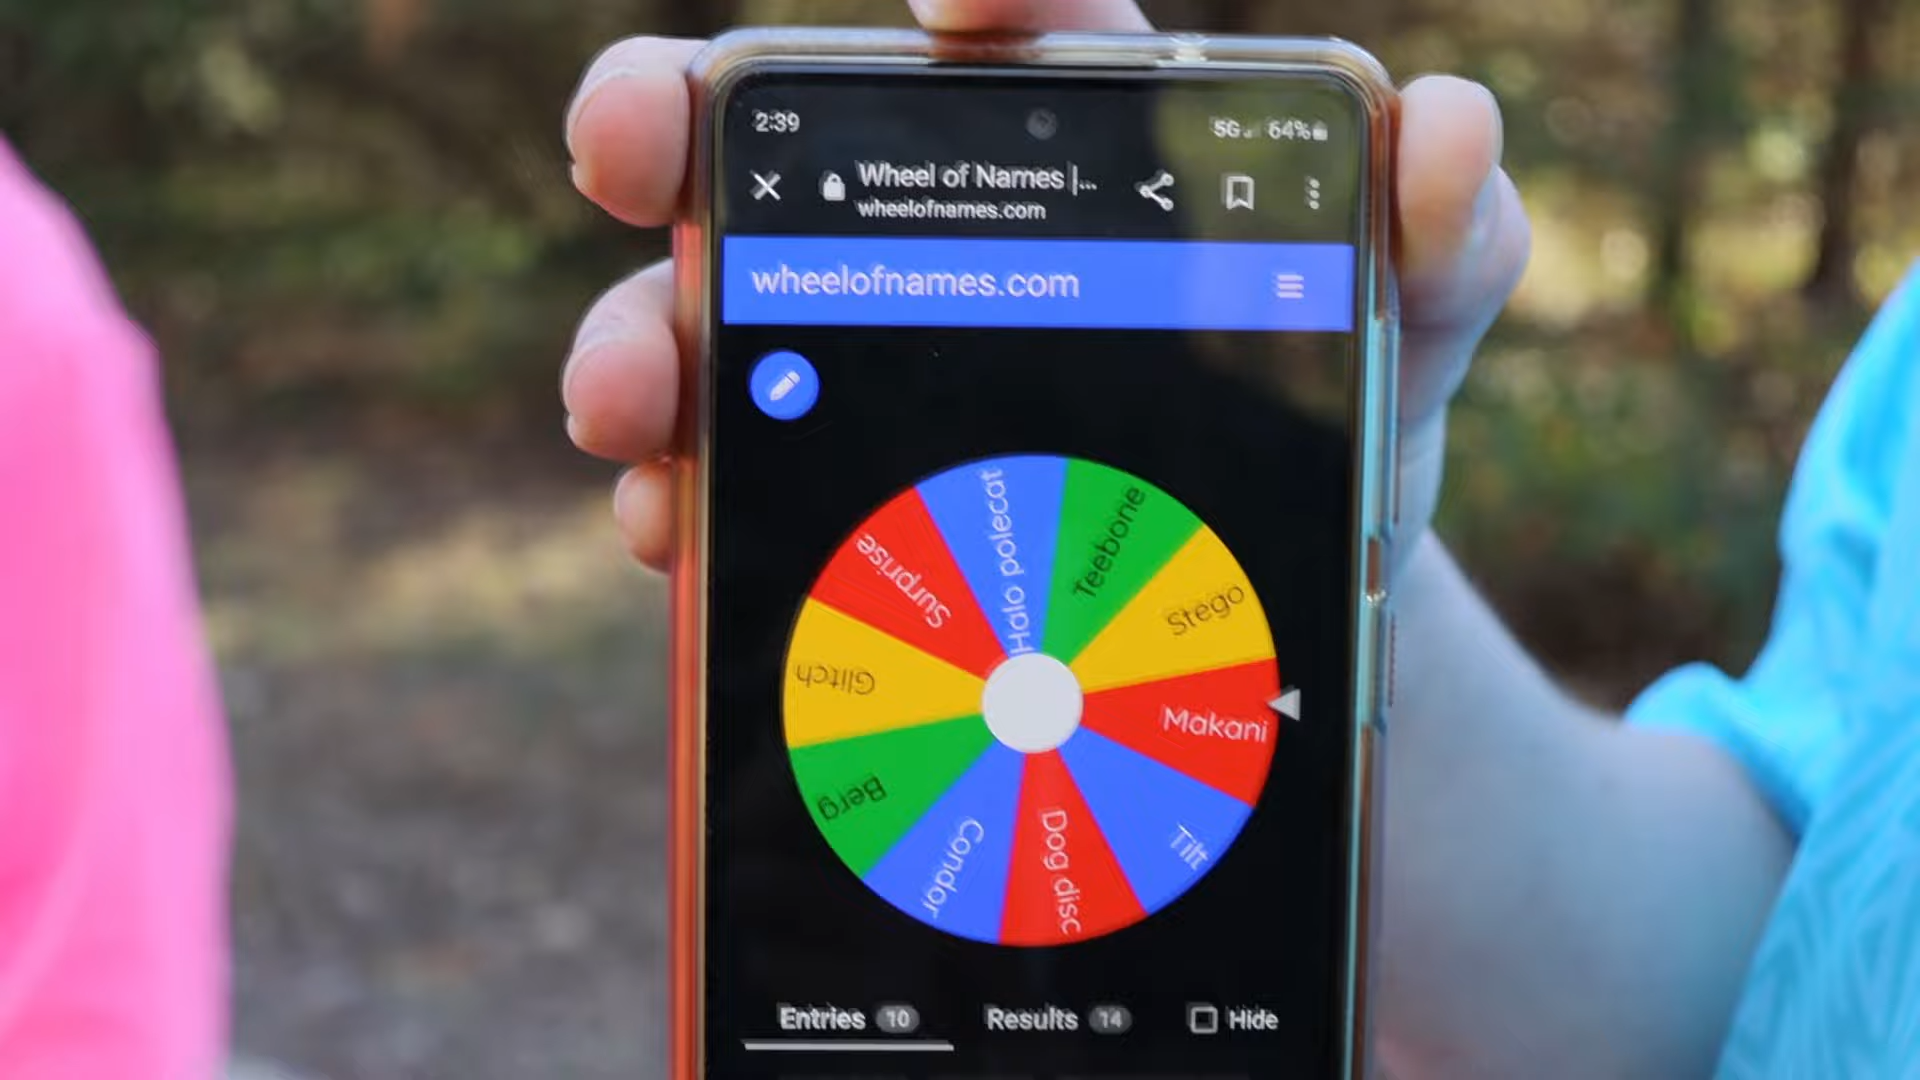 2:39 5G 64%
Wheel of Names |...
wheelofnames.com
wheelofnames.com
Halo polecat
Teebone
Stego
Makani
Tilt
Dog disc
Condor
Berg
Glitch
Surprise
Entries 10 Results 14 Hide